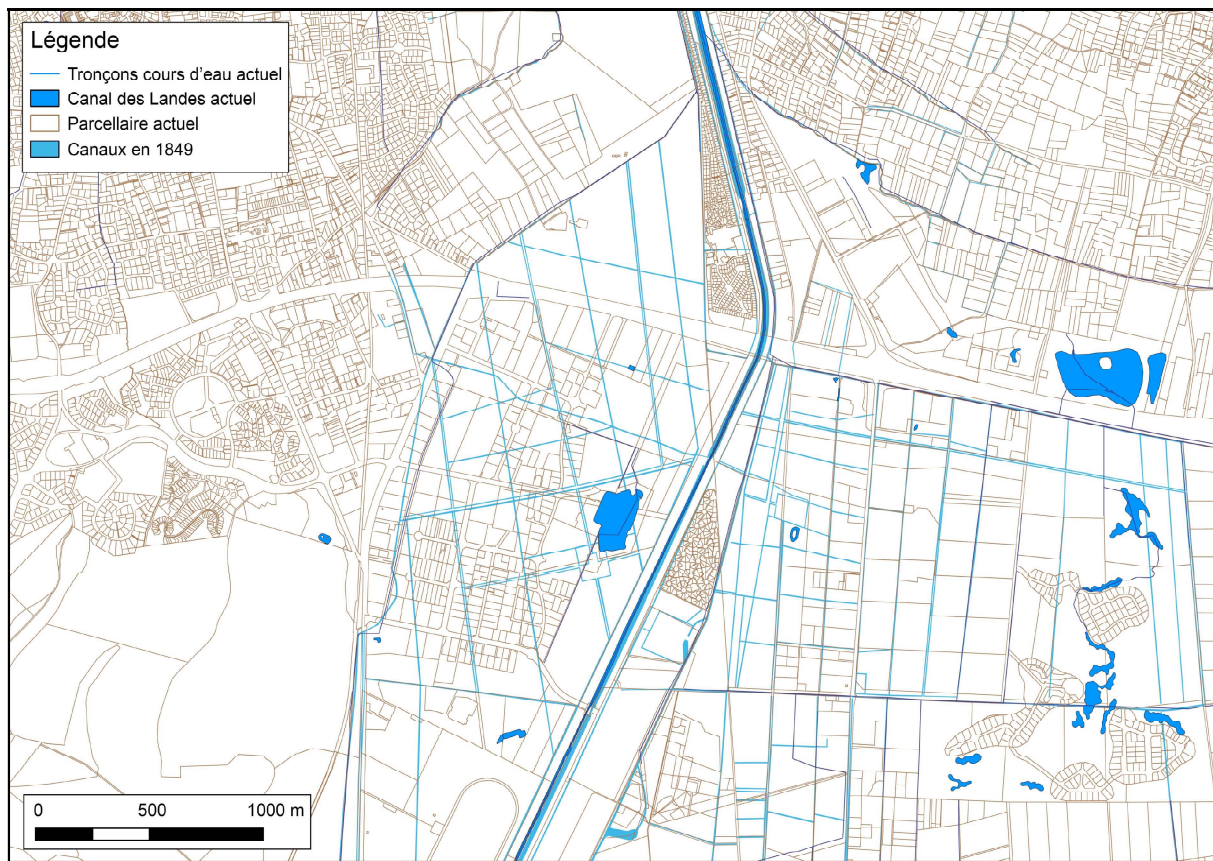 Légende
Tronçons cours d'eau actuel
Canal des Landes actuel
Parcellaire actuel
Canaux en 1849
0 500 1000 m